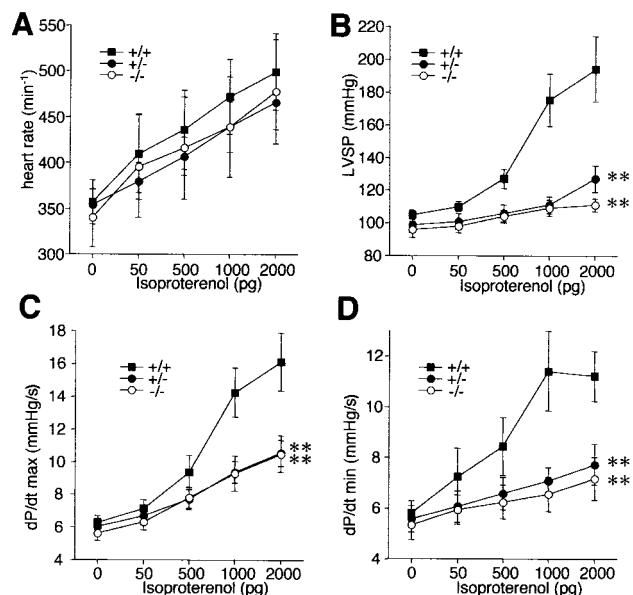 A
+/+
+/-
-/-
heart rate (min⁻¹)
550
500
450
400
350
300
0 50 500 1000 2000
Isoproterenol (pg)
B
+/+
+/-
-/-
LVSP (mmHg)
220
200
180
160
140
120
100
80
**
**
0 50 500 1000 2000
Isoproterenol (pg)
C
+/+
+/-
-/-
dP/dt max (mmHg/s)
18
16
14
12
10
8
6
4
**
**
0 50 500 1000 2000
Isoproterenol (pg)
D
+/+
+/-
-/-
dP/dt min (mmHg/s)
12
10
8
6
4
**
**
0 50 500 1000 2000
Isoproterenol (pg)